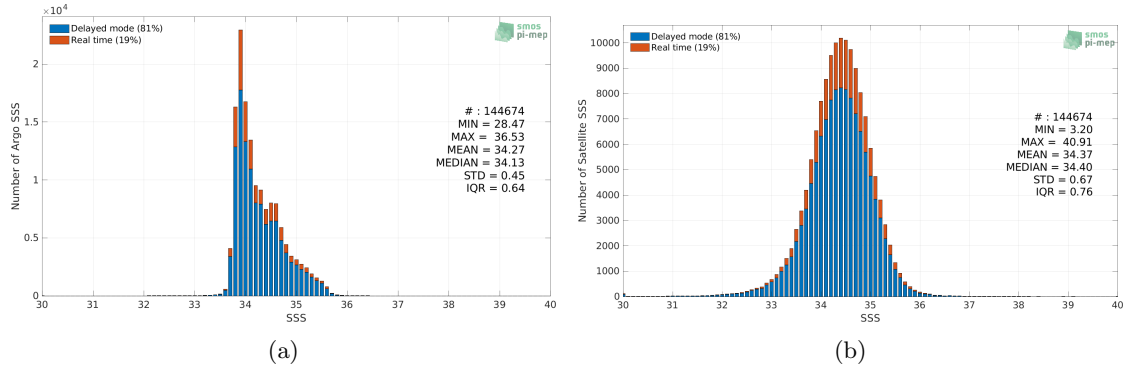 ×10⁴
Delayed mode (81%)
Real time (19%)
smos
pi-mep
# : 144674
MIN = 28.47
MAX = 36.53
MEAN = 34.27
MEDIAN = 34.13
STD = 0.45
IQR = 0.64
Number of Argo SSS
2
1.5
1
0.5
0
30 31 32 33 34 35 36 37 38 39 40
SSS
(a)
Delayed mode (81%)
Real time (19%)
smos
pi-mep
# : 144674
MIN = 3.20
MAX = 40.91
MEAN = 34.37
MEDIAN = 34.40
STD = 0.67
IQR = 0.76
Number of Satellite SSS
10000
9000
8000
7000
6000
5000
4000
3000
2000
1000
0
30 31 32 33 34 35 36 37 38 39 40
SSS
(b)